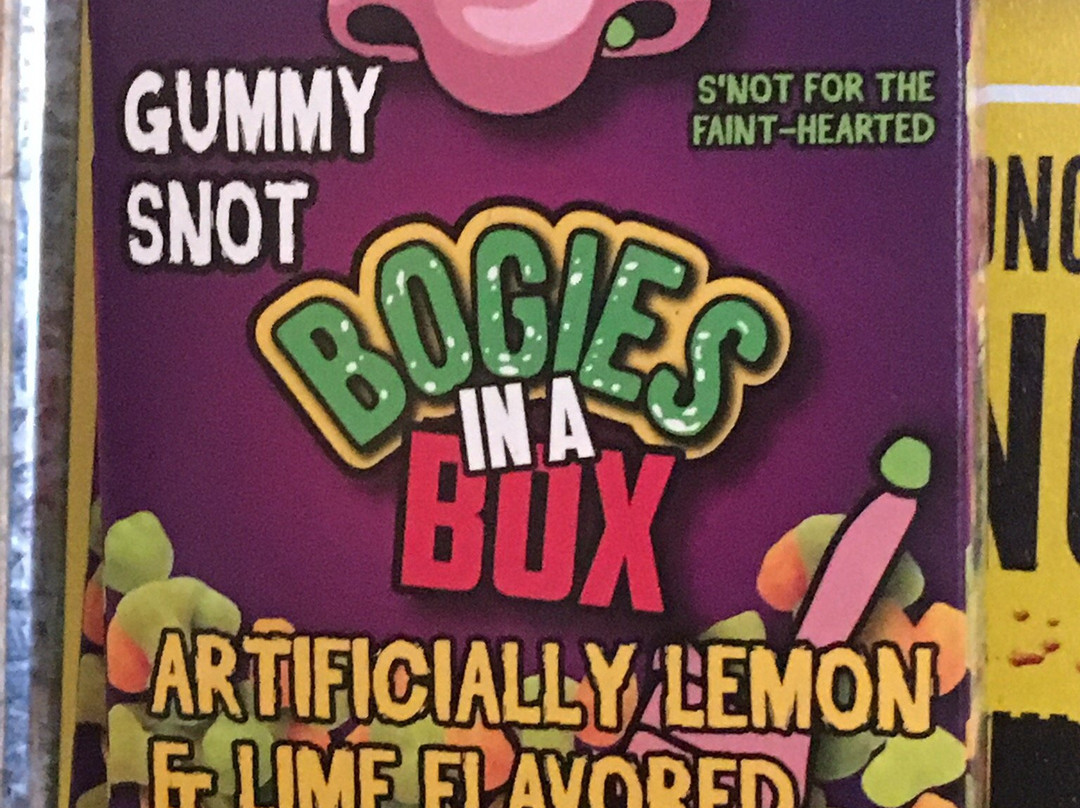 GUMMY
SNOT
S'NOT FOR THE
FAINT-HEARTED
BOGIES
IN A
BOX
ARTIFICIALLY LEMON
& LIME FLAVORED